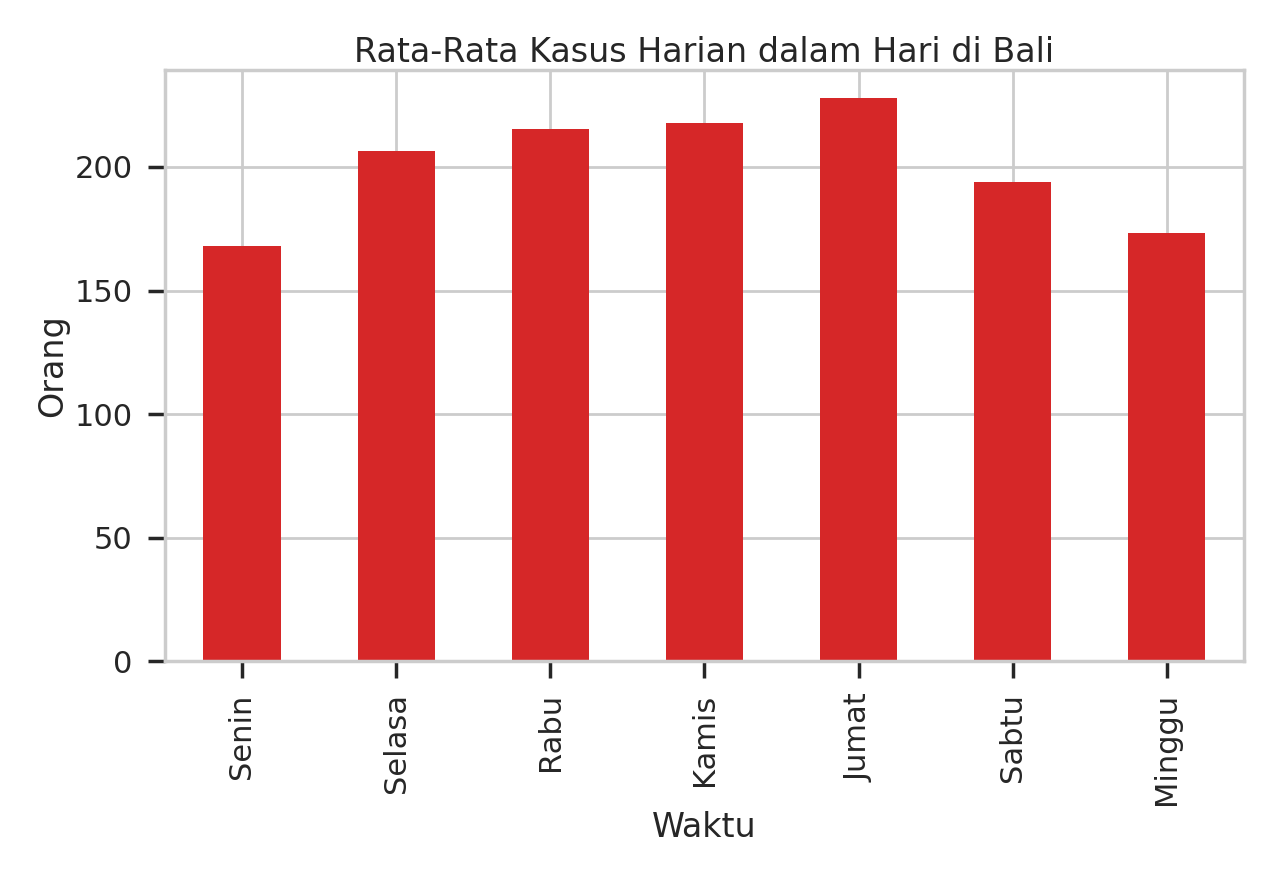 Rata-Rata Kasus Harian dalam Hari di Bali
Orang
200
150
100
50
0
Senin
Selasa
Rabu
Kamis
Jumat
Sabtu
Minggu
Waktu